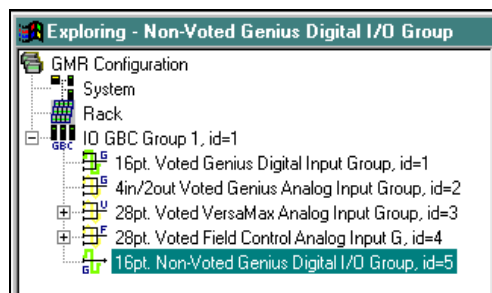 Exploring - Non-Voted Genius Digital I/O Group
GMR Configuration
System
Rack
GBC IO GBC Group 1, id=1
G 16pt. Voted Genius Digital Input Group, id=1
G 4in/2out Voted Genius Analog Input Group, id=2
U 28pt. Voted VersaMax Analog Input Group, id=3
F 28pt. Voted Field Control Analog Input G, id=4
G 16pt. Non-Voted Genius Digital I/O Group, id=5